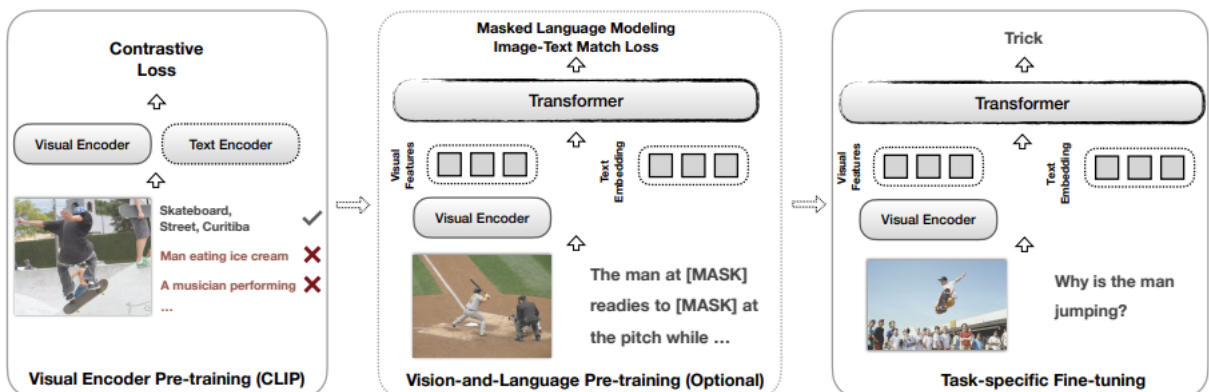 Contrastive
Loss
Visual Encoder
Text Encoder
Skateboard,
Street, Curitiba
Man eating ice cream
A musician performing
...
Visual Encoder Pre-training (CLIP)
Masked Language Modeling
Image-Text Match Loss
Transformer
Visual
Features
Text
Embedding
Visual Encoder
The man at [MASK]
readies to [MASK] at
the pitch while ...
Vision-and-Language Pre-training (Optional)
Trick
Transformer
Visual
Features
Text
Embedding
Visual Encoder
Why is the man
jumping?
Task-specific Fine-tuning